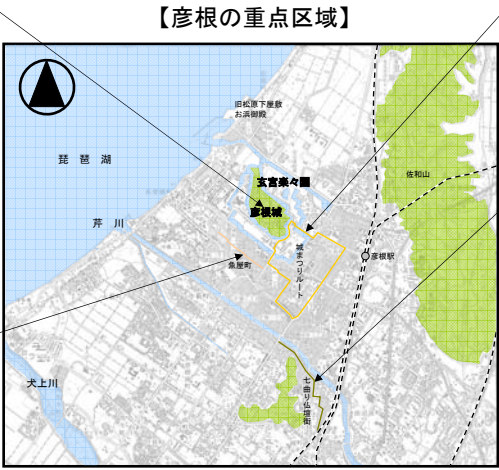 【彦根の重点区域】
旧松原下屋敷
お浜御殿
琵琶湖
佐和山
玄宮楽々園
彦根城
芹川
城まつりルート
彦根駅
魚屋町
犬上川
七曲り仏壇街